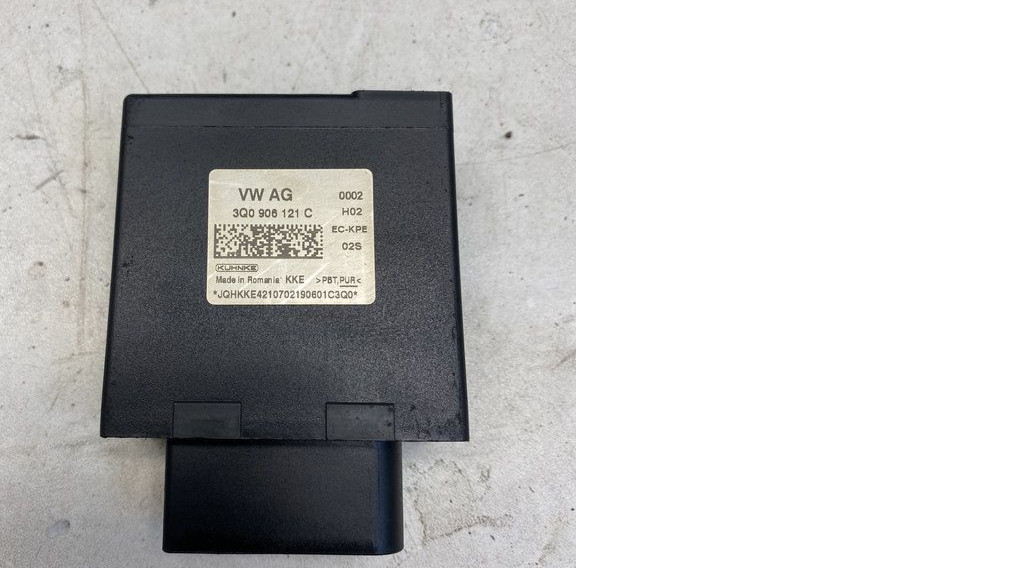 VW AG 0002
3Q0 906 121 C H02
EC-KPE
02S
KUHNKE
Made in Romania KKE >PBT,PUR<
*JQHKKE4210702190601C3Q0*